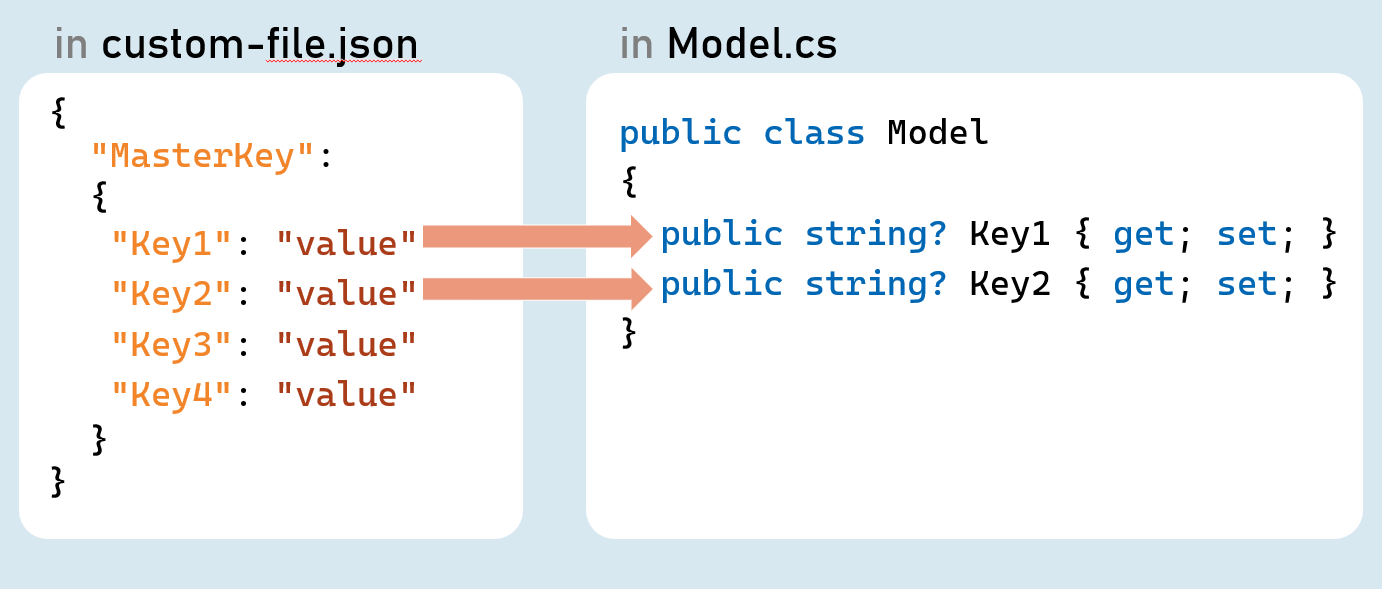 in custom-file.json
{
"MasterKey":
{
"Key1": "value"
"Key2": "value"
"Key3": "value"
"Key4": "value"
}
}
in Model.cs
public class Model
{
public string? Key1 { get; set; }
public string? Key2 { get; set; }
}